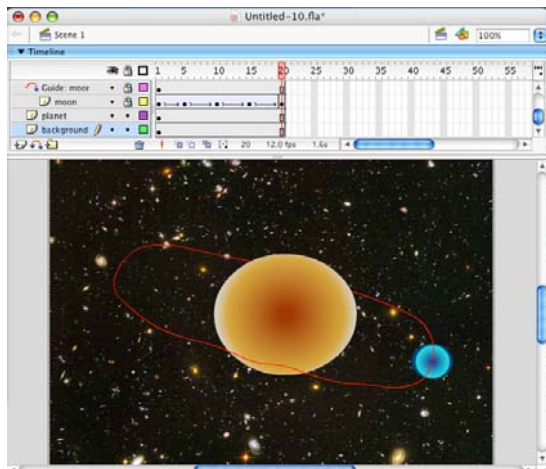 Untitled-10.fla*
Scene 1
100%
Timeline
1 5 10 15 20 25 30 35 40 45 50 55
Guide: moor
moon
planet
background
20 12.0 fps 1.6s